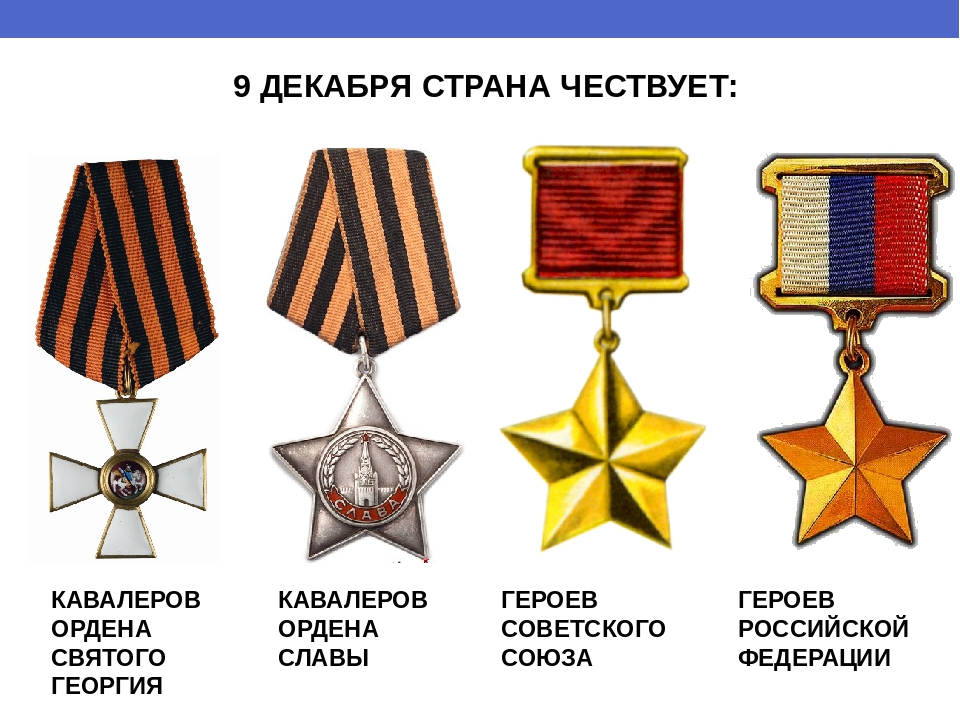 9 ДЕКАБРЯ СТРАНА ЧЕСТВУЕТ:
СЛАВА
КАВАЛЕРОВ
ОРДЕНА
СВЯТОГО
ГЕОРГИЯ
КАВАЛЕРОВ
ОРДЕНА
СЛАВЫ
ГЕРОЕВ
СОВЕТСКОГО
СОЮЗА
ГЕРОЕВ
РОССИЙСКОЙ
ФЕДЕРАЦИИ